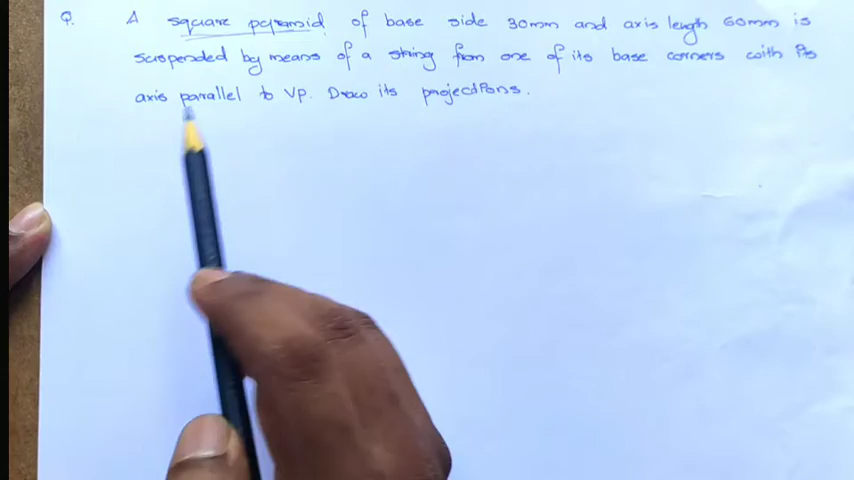 Q. A square pyramid of base side 30mm and axis length 60mm is
suspended by means of a string from one of its base corners with its
axis parallel to VP. Draw its projections.